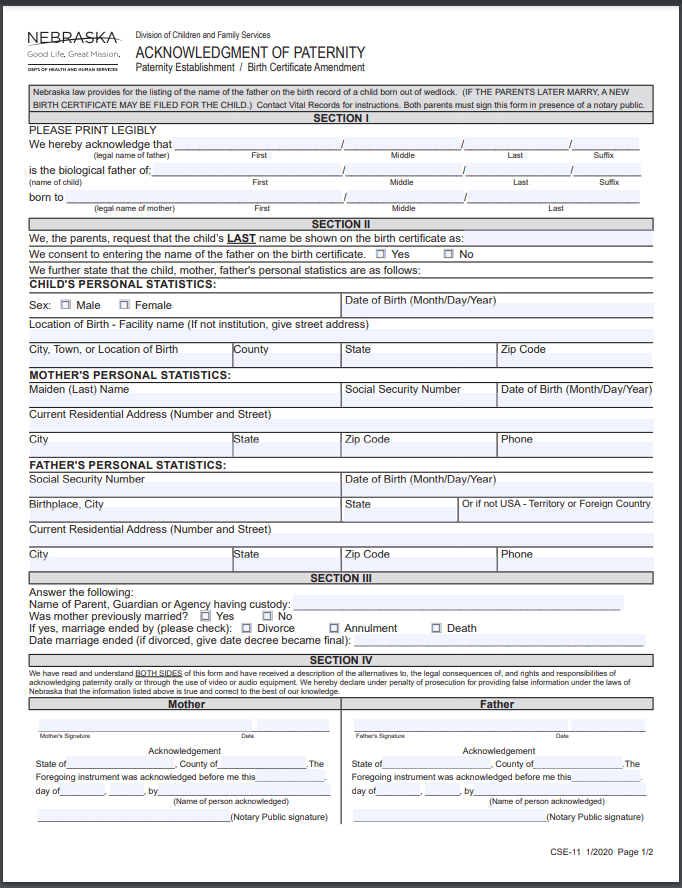 NEBRASKA
Good Life. Great Mission.
DEPT. OF HEALTH AND HUMAN SERVICES
Division of Children and Family Services
ACKNOWLEDGMENT OF PATERNITY
Paternity Establishment / Birth Certificate Amendment
Nebraska law provides for the listing of the name of the father on the birth record of a child born out of wedlock. (IF THE PARENTS LATER MARRY, A NEW
BIRTH CERTIFICATE MAY BE FILED FOR THE CHILD.) Contact Vital Records for instructions. Both parents must sign this form in presence of a notary public.
SECTION I
PLEASE PRINT LEGIBLY
We hereby acknowledge that / / /
(legal name of father) First Middle Last Suffix
is the biological father of: / / /
(name of child) First Middle Last Suffix
born to / /
(legal name of mother) First Middle Last
SECTION II
We, the parents, request that the child's LAST name be shown on the birth certificate as:
We consent to entering the name of the father on the birth certificate. Yes No
We further state that the child, mother, father's personal statistics are as follows:
CHILD'S PERSONAL STATISTICS:
Sex: Male Female Date of Birth (Month/Day/Year)
Location of Birth - Facility name (If not institution, give street address)
City, Town, or Location of Birth County State Zip Code
MOTHER'S PERSONAL STATISTICS:
Maiden (Last) Name Social Security Number Date of Birth (Month/Day/Year)
Current Residential Address (Number and Street)
City State Zip Code Phone
FATHER'S PERSONAL STATISTICS:
Social Security Number Date of Birth (Month/Day/Year)
Birthplace, City State Or if not USA - Territory or Foreign Country
Current Residential Address (Number and Street)
City State Zip Code Phone
SECTION III
Answer the following:
Name of Parent, Guardian or Agency having custody:
Was mother previously married? Yes No
If yes, marriage ended by (please check): Divorce Annulment Death
Date marriage ended (if divorced, give date decree became final):
SECTION IV
We have read and understand BOTH SIDES of this form and have received a description of the alternatives to, the legal consequences of, and rights and responsibilities of
acknowledging paternity orally or through the use of video or audio equipment. We hereby declare under penalty of prosecution for providing false information under the laws of
Nebraska that the information listed above is true and correct to the best of our knowledge.
Mother Father
Mother's Signature Date Father's Signature Date
Acknowledgement Acknowledgement
State of , County of .The State of , County of .The
Foregoing instrument was acknowledged before me this . Foregoing instrument was acknowledged before me this .
day of , , by day of , , by
(Name of person acknowledged) (Name of person acknowledged)
(Notary Public signature) (Notary Public signature)
CSE-11 1/2020 Page 1/2